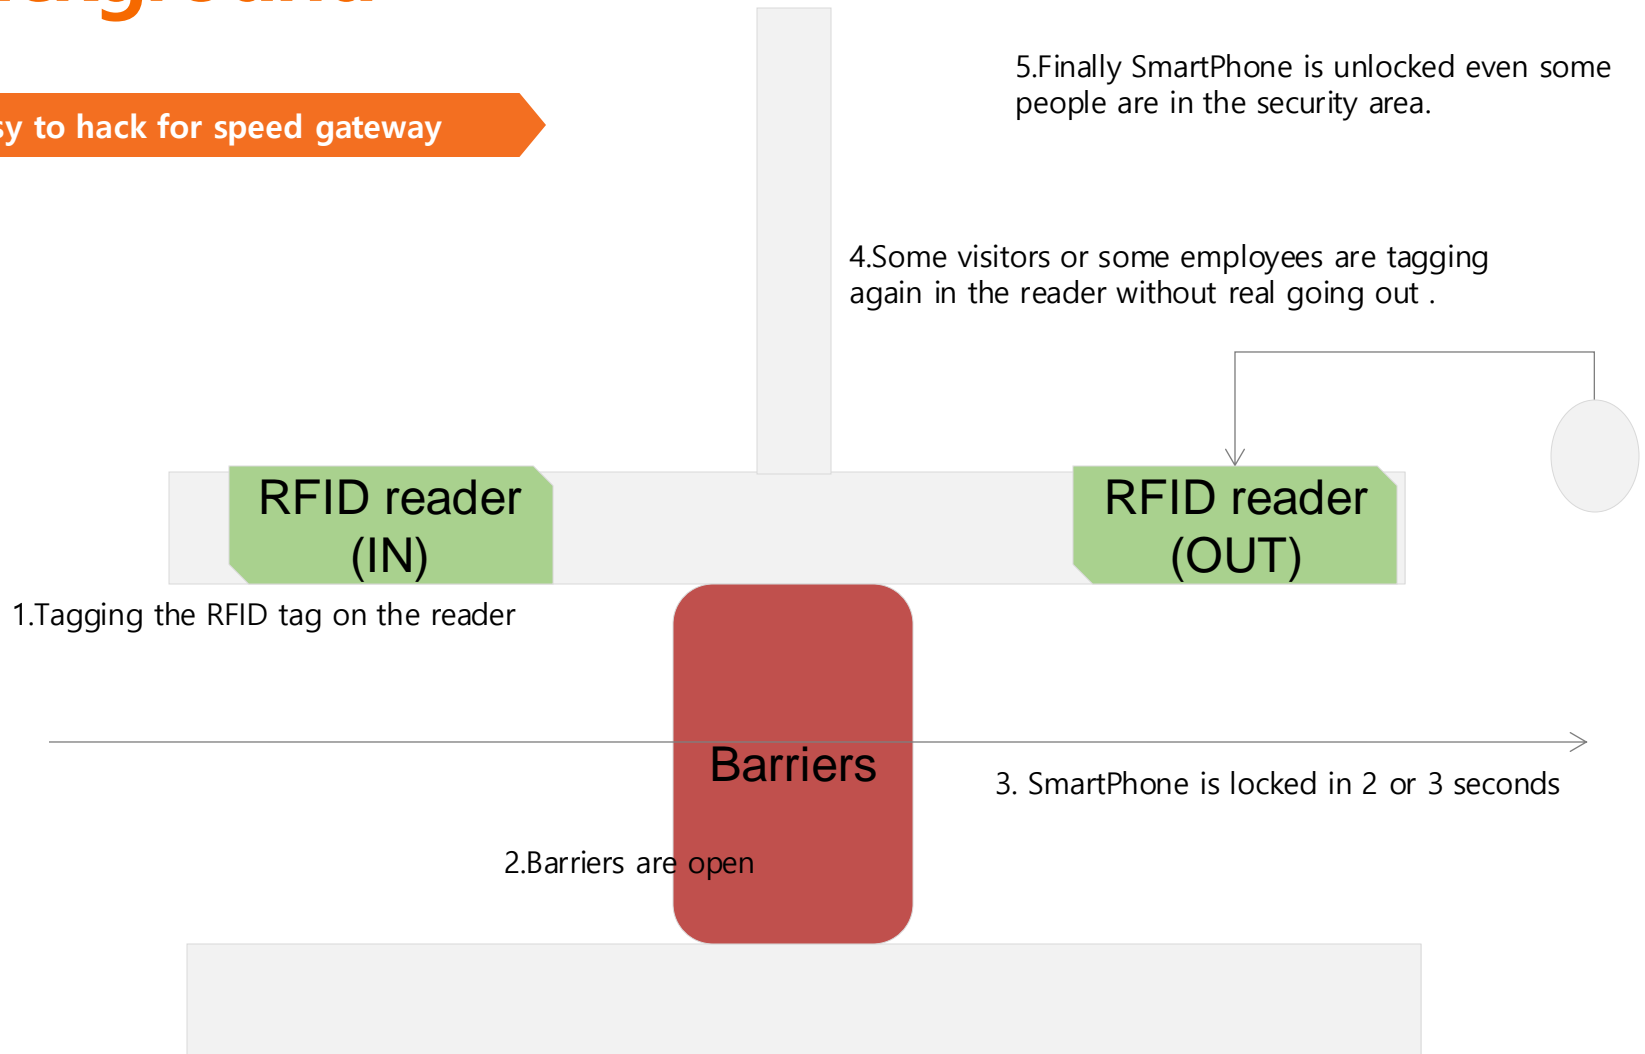 sy to hack for speed gateway
5.Finally SmartPhone is unlocked even some
people are in the security area.
4.Some visitors or some employees are tagging
again in the reader without real going out .
RFID reader
(IN)
RFID reader
(OUT)
1.Tagging the RFID tag on the reader
Barriers
3. SmartPhone is locked in 2 or 3 seconds
2.Barriers are open